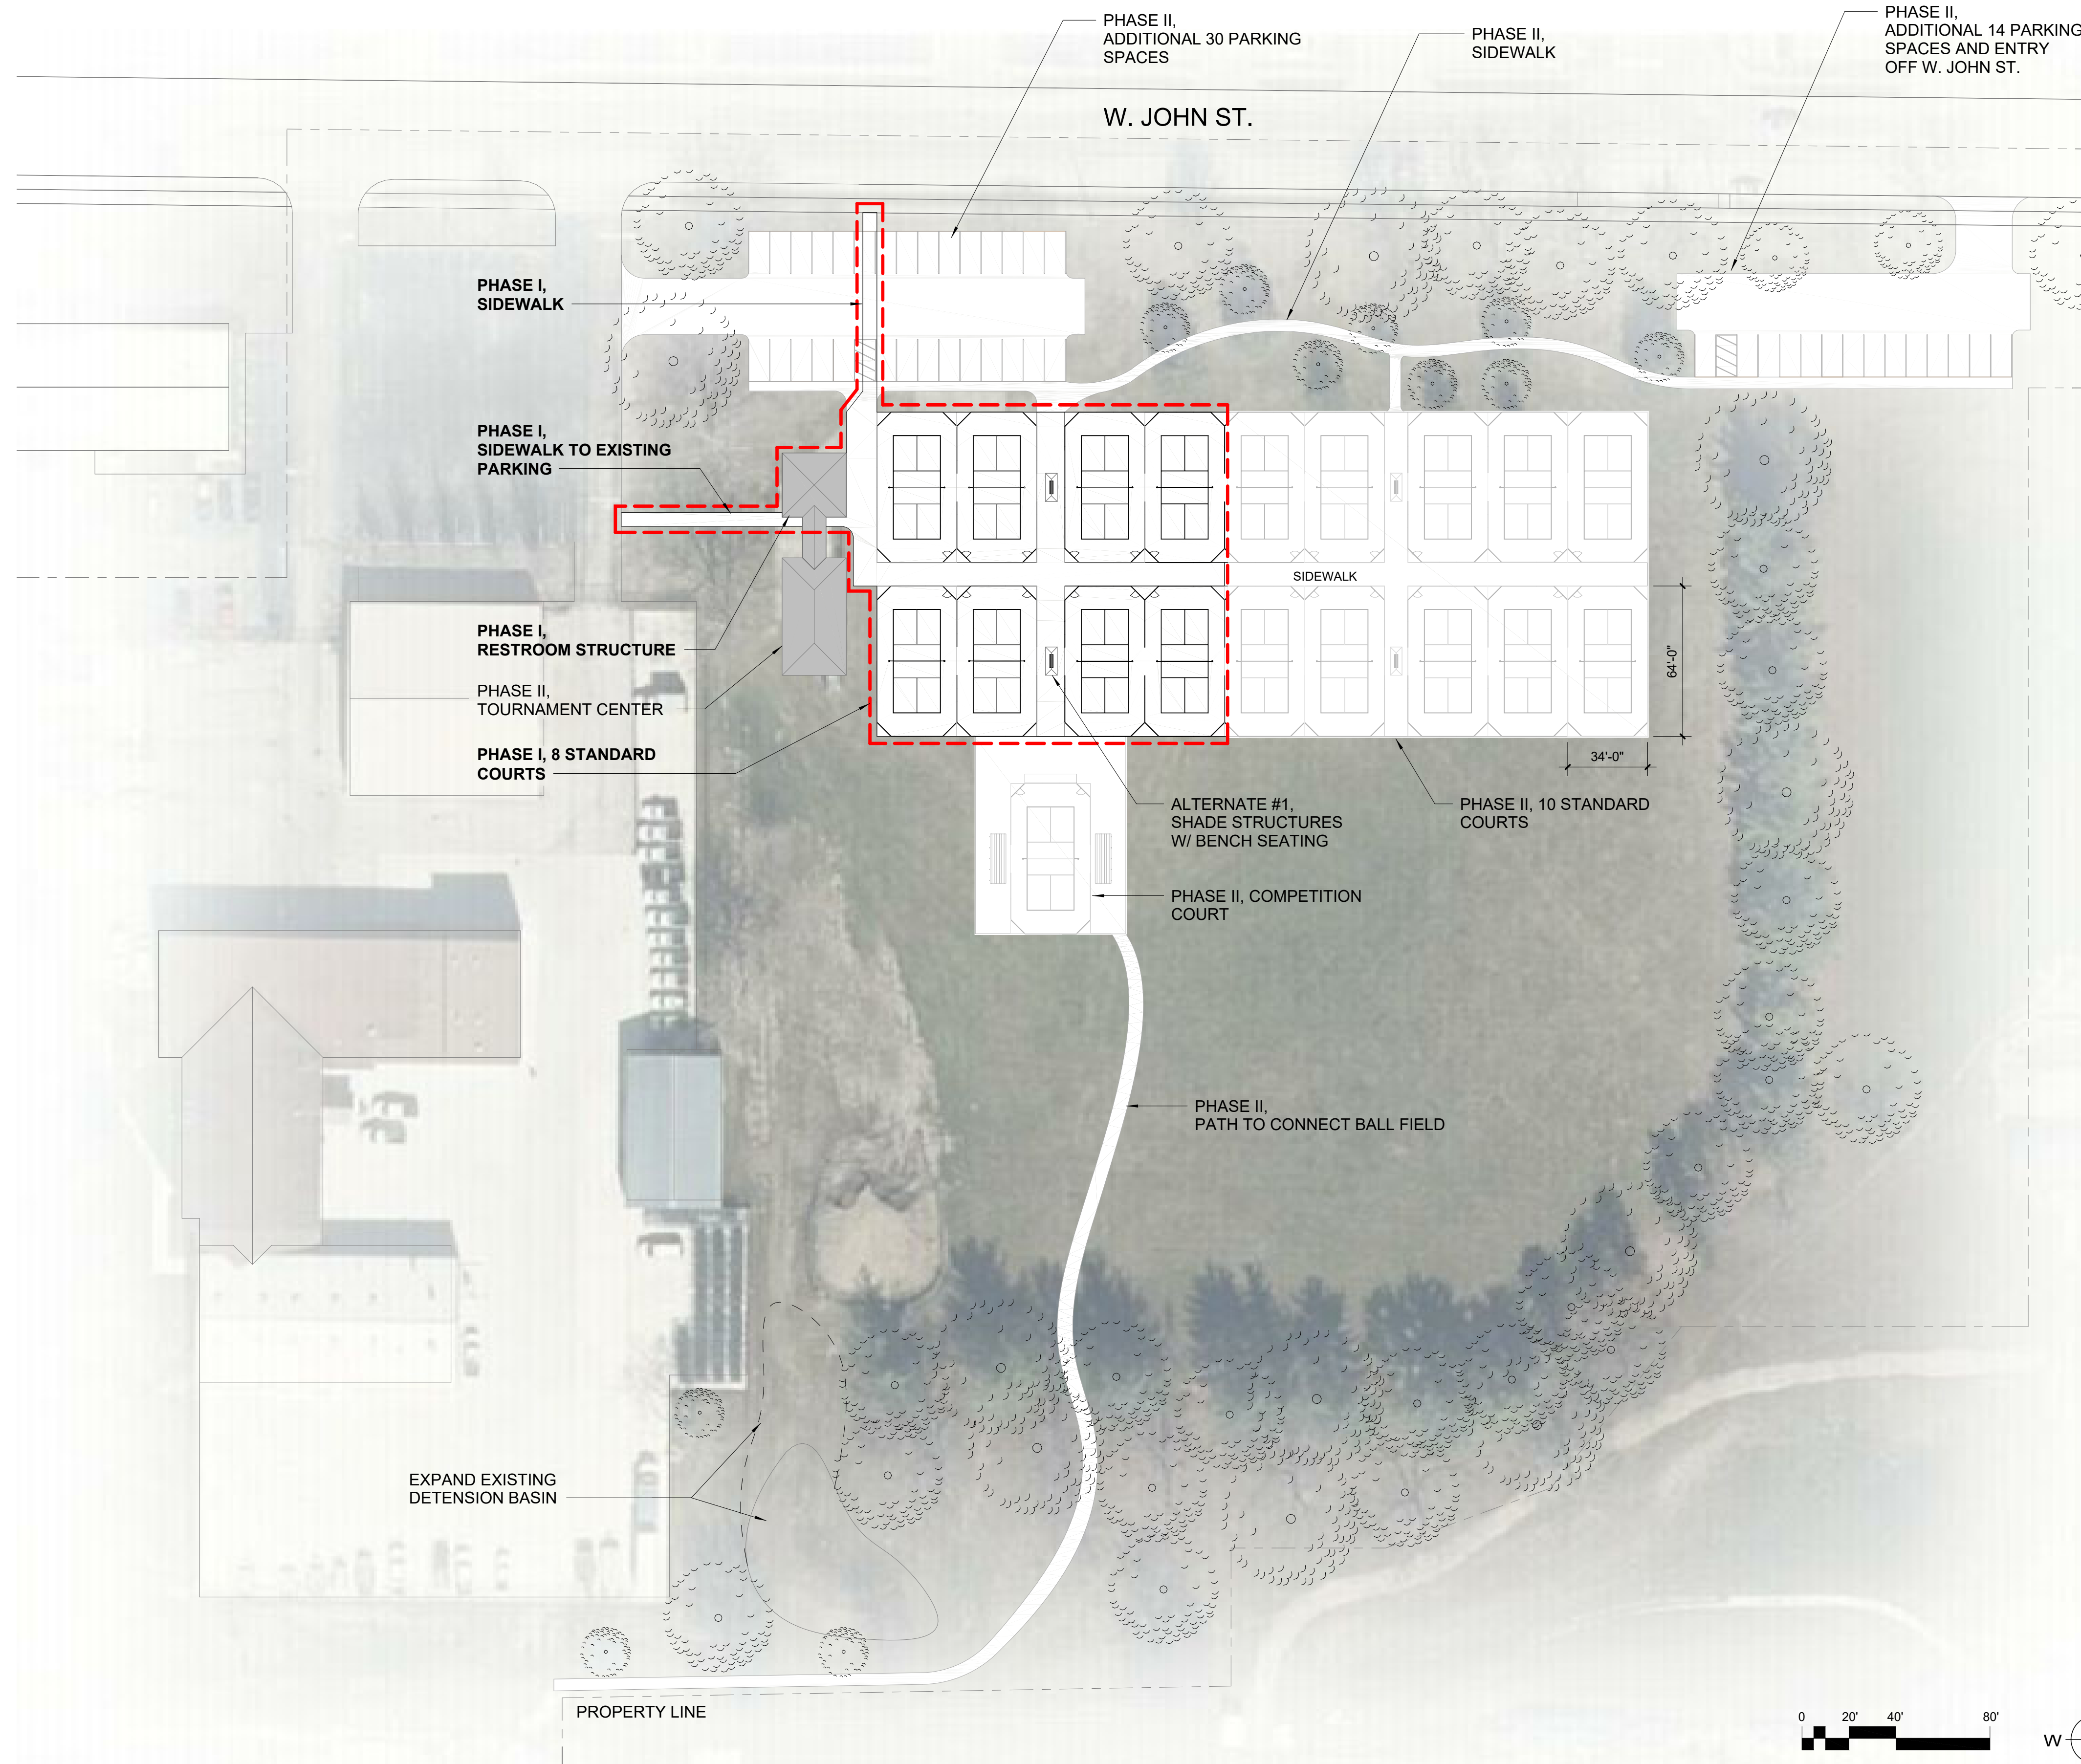 PHASE II,
ADDITIONAL 30 PARKING
SPACES
PHASE II,
SIDEWALK
PHASE II,
ADDITIONAL 14 PARKING
SPACES AND ENTRY
OFF W. JOHN ST.
W. JOHN ST.
PHASE I,
SIDEWALK
PHASE I,
SIDEWALK TO EXISTING
PARKING
SIDEWALK
PHASE I,
RESTROOM STRUCTURE
64'-0"
PHASE II,
TOURNAMENT CENTER
PHASE I, 8 STANDARD
COURTS
34'-0"
ALTERNATE #1,
SHADE STRUCTURES
W/ BENCH SEATING
PHASE II, 10 STANDARD
COURTS
PHASE II, COMPETITION
COURT
PHASE II,
PATH TO CONNECT BALL FIELD
EXPAND EXISTING
DETENSION BASIN
PROPERTY LINE
0 20' 40' 80'
W